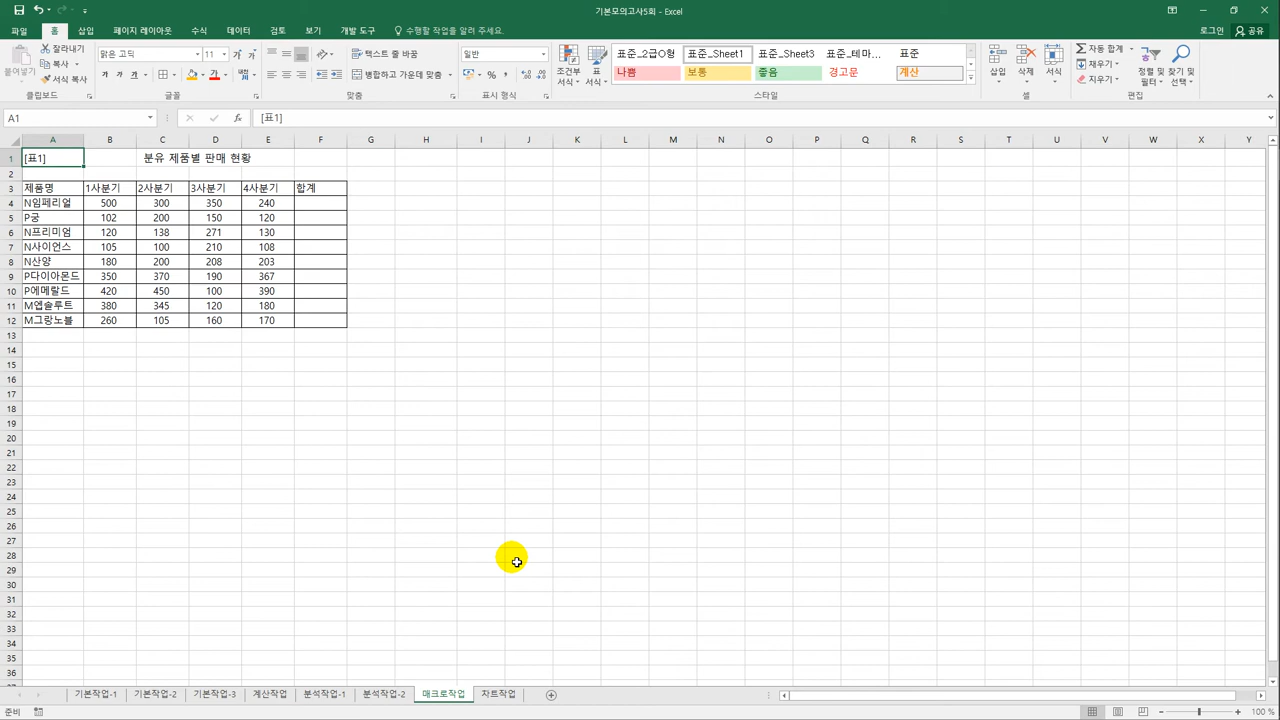 기본모의고사5회 - Excel
로그인 공유
파일 홈 삽입 페이지 레이아웃 수식 데이터 검토 보기 개발 도구 수행할 작업을 알려 주세요.
붙여넣기 잘라내기 복사 서식 복사
맑은 고딕 11
텍스트 줄 바꿈
병합하고 가운데 맞춤
일반
조건부 서식 표 서식
표준_2급O형 표준_Sheet1 표준_Sheet3 표준_테마... 표준
나쁨 보통 좋음 경고문 계산
삽입 삭제 서식
자동 합계 채우기 지우기
정렬 및 필터 찾기 및 선택
클립보드 글꼴 맞춤 표시 형식 스타일 셀 편집
A1 fx [표1]
A B C D E F G H I J K L M N O P Q R S T U V W X Y
1 [표1] 분유 제품별 판매 현황
2
3 제품명 1사분기 2사분기 3사분기 4사분기 합계
4 N임페리얼 500 300 350 240
5 P궁 102 200 150 120
6 N프리미엄 120 138 271 130
7 N사이언스 105 100 210 108
8 N산양 180 200 208 203
9 P다이아몬드 350 370 190 367
10 P에메랄드 420 450 100 390
11 M앱솔루트 380 345 120 180
12 M그랑노블 260 105 160 170
13
14
15
16
17
18
19
20
21
22
23
24
25
26
27
28
29
30
31
32
33
34
35
36
기본작업-1 기본작업-2 기본작업-3 계산작업 분석작업-1 분석작업-2 매크로작업 차트작업
준비 100 %